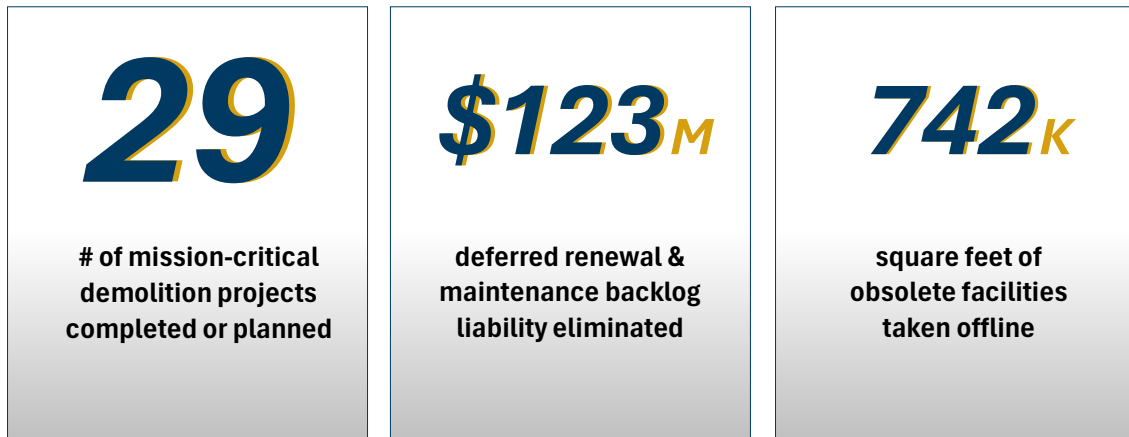 29
# of mission-critical
demolition projects
completed or planned
$123M
deferred renewal &
maintenance backlog
liability eliminated
742K
square feet of
obsolete facilities
taken offline